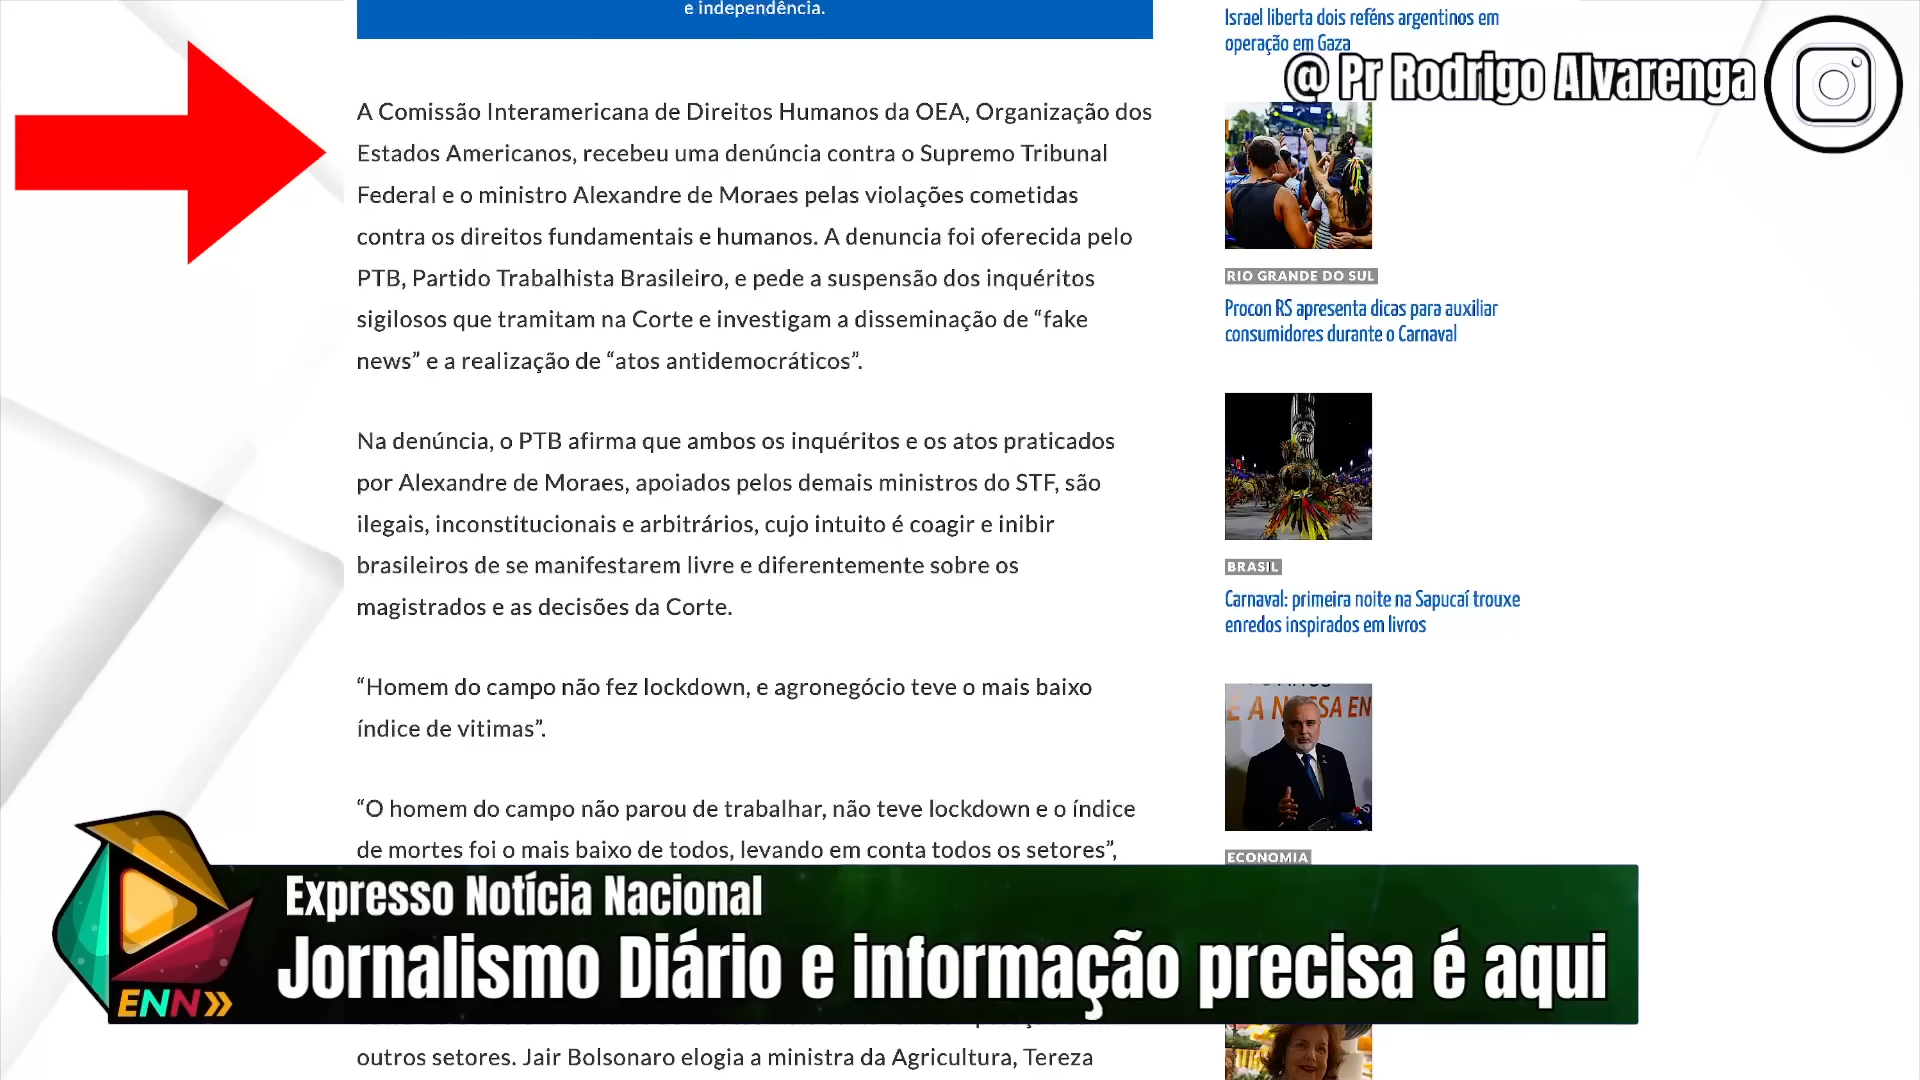 e independência.
A Comissão Interamericana de Direitos Humanos da OEA, Organização dos
Estados Americanos, recebeu uma denúncia contra o Supremo Tribunal
Federal e o ministro Alexandre de Moraes pelas violações cometidas
contra os direitos fundamentais e humanos. A denuncia foi oferecida pelo
PTB, Partido Trabalhista Brasileiro, e pede a suspensão dos inquéritos
sigilosos que tramitam na Corte e investigam a disseminação de “fake
news” e a realização de “atos antidemocráticos”.
Na denúncia, o PTB afirma que ambos os inquéritos e os atos praticados
por Alexandre de Moraes, apoiados pelos demais ministros do STF, são
ilegais, inconstitucionais e arbitrários, cujo intuito é coagir e inibir
brasileiros de se manifestarem livre e diferentemente sobre os
magistrados e as decisões da Corte.
“Homem do campo não fez lockdown, e agronegócio teve o mais baixo
índice de vitimas”.
“O homem do campo não parou de trabalhar, não teve lockdown e o índice
de mortes foi o mais baixo de todos, levando em conta todos os setores”,
outros setores. Jair Bolsonaro elogia a ministra da Agricultura, Tereza
Israel liberta dois reféns argentinos em
operação em Gaza
@ Pr Rodrigo Alvarenga
RIO GRANDE DO SUL
Procon RS apresenta dicas para auxiliar
consumidores durante o Carnaval
BRASIL
Carnaval: primeira noite na Sapucaí trouxe
enredos inspirados em livros
É A NOSSA EN
ECONOMIA
Expresso Notícia Nacional
Jornalismo Diário e informação precisa é aqui
ENN»